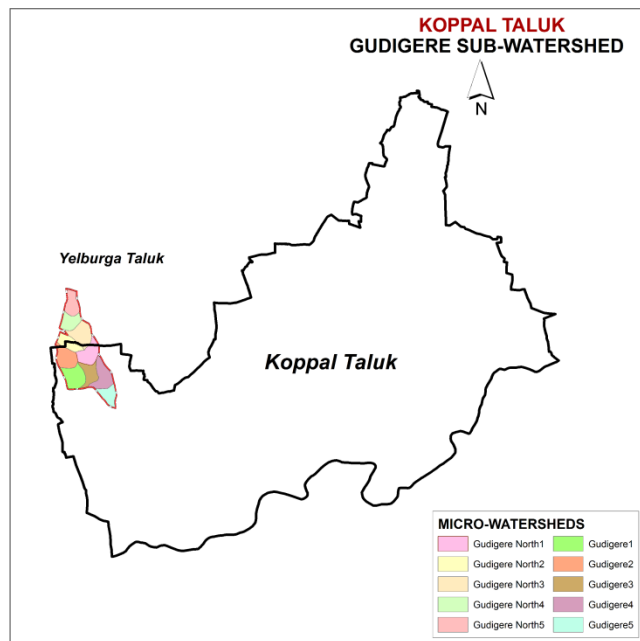 KOPPAL TALUK
GUDIGERE SUB-WATERSHED
N
Yelburga Taluk
Koppal Taluk
MICRO-WATERSHEDS
Gudigere North1 Gudigere1
Gudigere North2 Gudigere2
Gudigere North3 Gudigere3
Gudigere North4 Gudigere4
Gudigere North5 Gudigere5